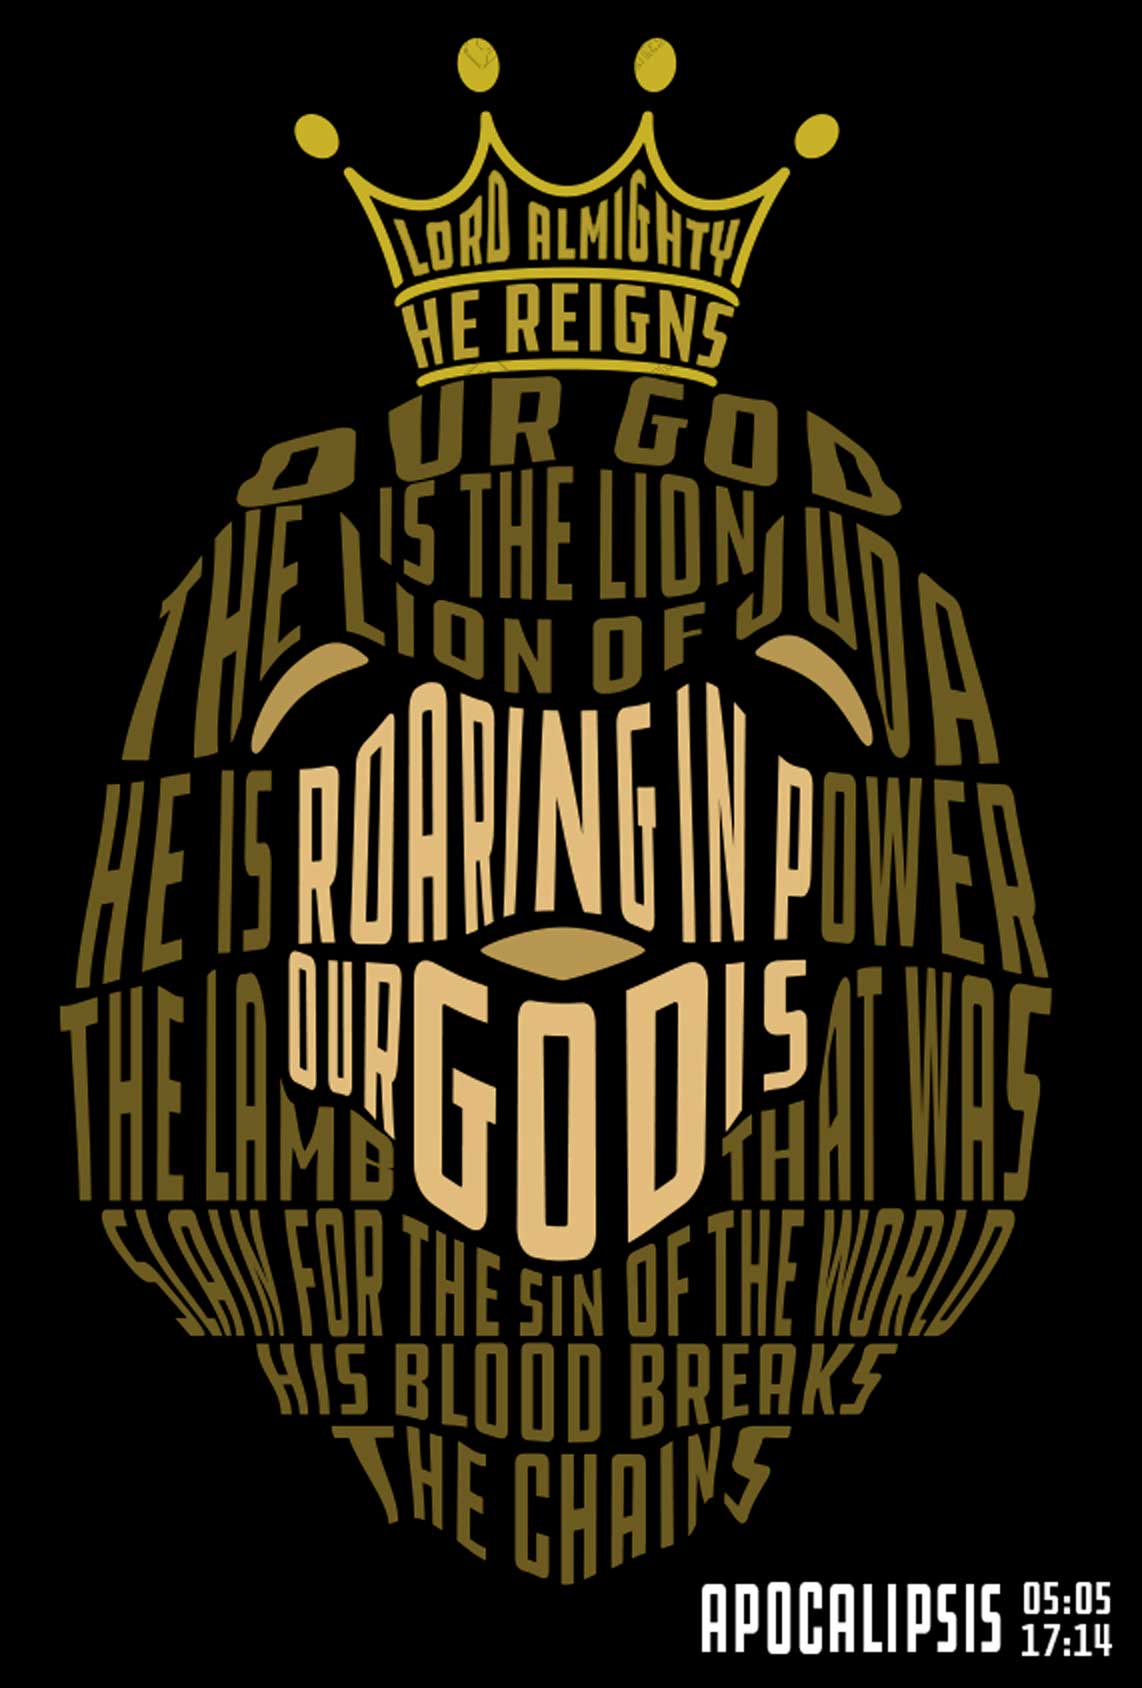 LORD ALMIGHTY
HE REIGNS
OUR GOD
IS THE LION
THE LION OF JUDA
HE IS ROARING IN POWER
OUR GOD IS
THE LAMB THAT WAS
SLAIN FOR THE SIN OF THE WORLD
HIS BLOOD BREAKS
THE CHAINS
APOCALIPSIS 05:05
17:14